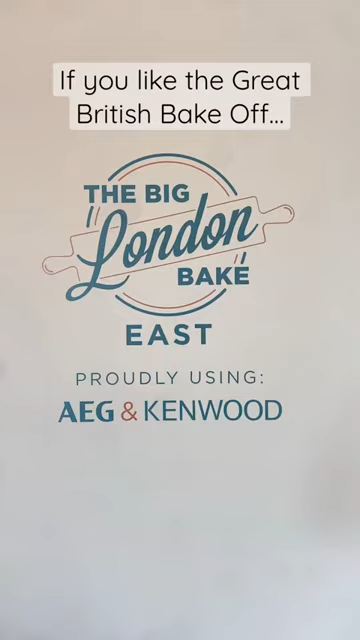 If you like the Great
British Bake Off...
THE BIG
London
BAKE
EAST
PROUDLY USING:
AEG & KENWOOD